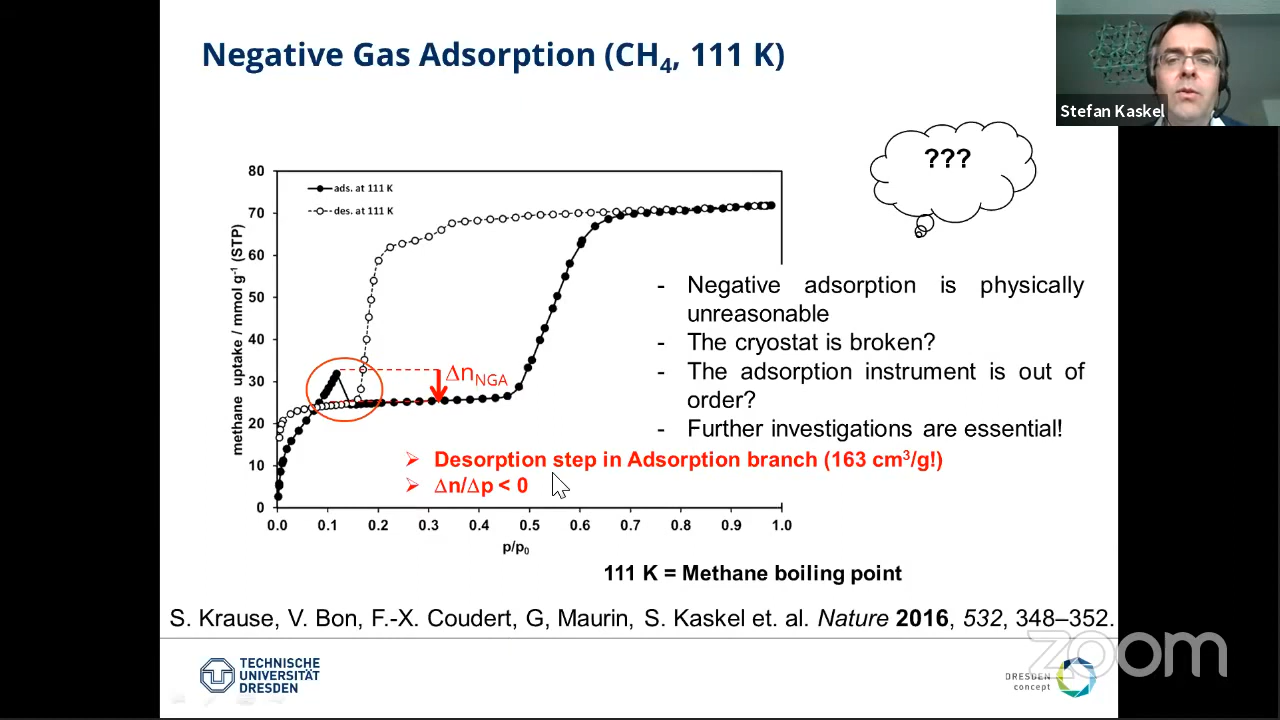 Negative Gas Adsorption (CH₄, 111 K)
Stefan Kaskel
???
80
70
60
50
40
30
20
10
0
methane uptake / mmol g⁻¹ (STP)
ads. at 111 K
des. at 111 K
ΔnNGA
0.0 0.1 0.2 0.3 0.4 0.5 0.6 0.7 0.8 0.9 1.0
p/p₀
- Negative adsorption is physically
unreasonable
- The cryostat is broken?
- The adsorption instrument is out of
order?
- Further investigations are essential!
➢ Desorption step in Adsorption branch (163 cm³/g!)
➢ Δn/Δp < 0
111 K = Methane boiling point
S. Krause, V. Bon, F.-X. Coudert, G, Maurin, S. Kaskel et. al. Nature 2016, 532, 348–352.
TECHNISCHE
UNIVERSITÄT
DRESDEN
DRESDEN
concept
zoom